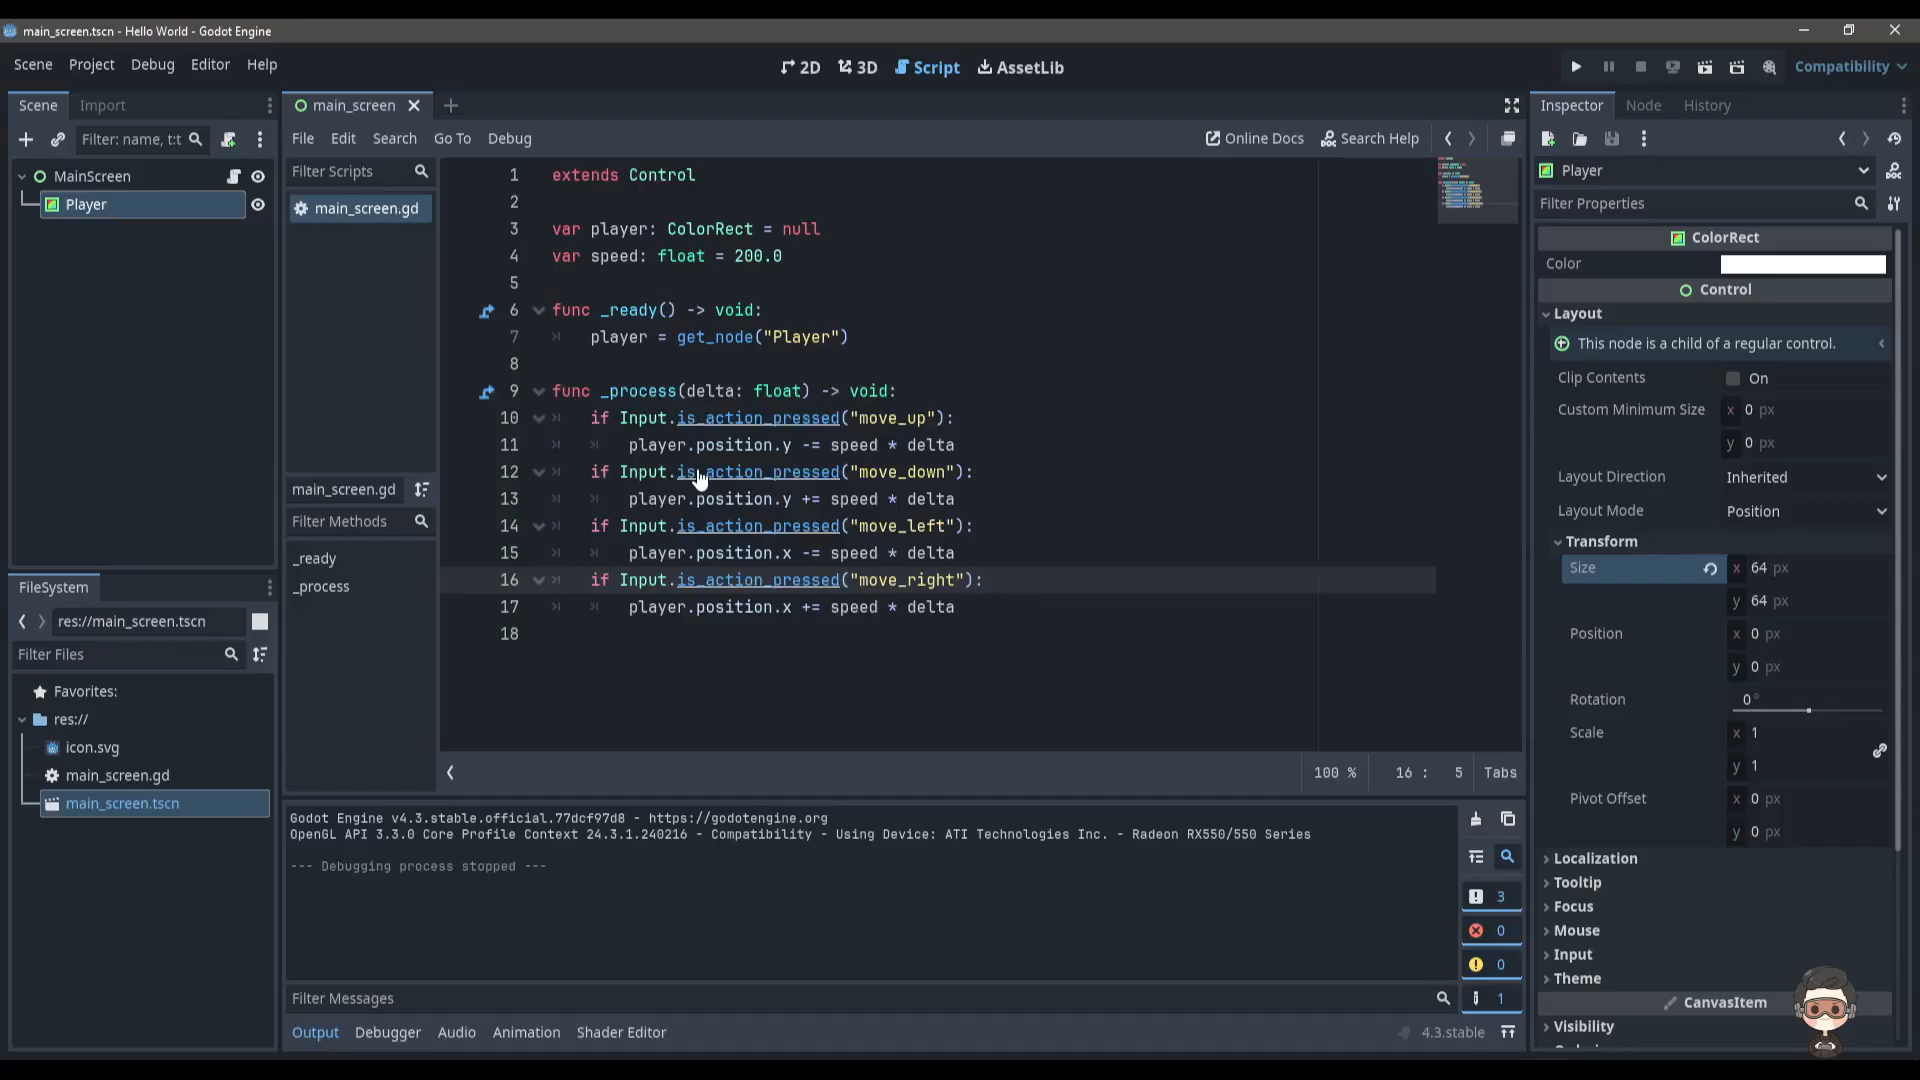 main_screen.tscn - Hello World - Godot Engine
Scene Project Debug Editor Help
2D 3D Script AssetLib
Compatibility
Scene Import
Filter: name, t:t
MainScreen
Player
FileSystem
res://main_screen.tscn
Filter Files
Favorites:
res://
icon.svg
main_screen.gd
main_screen.tscn
main_screen
File Edit Search Go To Debug
Online Docs Search Help
Filter Scripts
main_screen.gd
main_screen.gd
Filter Methods
_ready
_process
1 extends Control
2
3 var player: ColorRect = null
4 var speed: float = 200.0
5
6 func _ready() -> void:
7 player = get_node("Player")
8
9 func _process(delta: float) -> void:
10 if Input.is_action_pressed("move_up"):
11 player.position.y -= speed * delta
12 if Input.is_action_pressed("move_down"):
13 player.position.y += speed * delta
14 if Input.is_action_pressed("move_left"):
15 player.position.x -= speed * delta
16 if Input.is_action_pressed("move_right"):
17 player.position.x += speed * delta
18
100 % 16 : 5 Tabs
Godot Engine v4.3.stable.official.77dcf97d8 - https://godotengine.org
OpenGL API 3.3.0 Core Profile Context 24.3.1.240216 - Compatibility - Using Device: ATI Technologies Inc. - Radeon RX550/550 Series
--- Debugging process stopped ---
3
0
0
1
Filter Messages
Output Debugger Audio Animation Shader Editor
4.3.stable
Inspector Node History
Player
Filter Properties
ColorRect
Color
Control
Layout
This node is a child of a regular control.
Clip Contents On
Custom Minimum Size x 0 px
y 0 px
Layout Direction Inherited
Layout Mode Position
Transform
Size x 64 px
y 64 px
Position x 0 px
y 0 px
Rotation 0 °
Scale x 1
y 1
Pivot Offset x 0 px
y 0 px
Localization
Tooltip
Focus
Mouse
Input
Theme
CanvasItem
Visibility